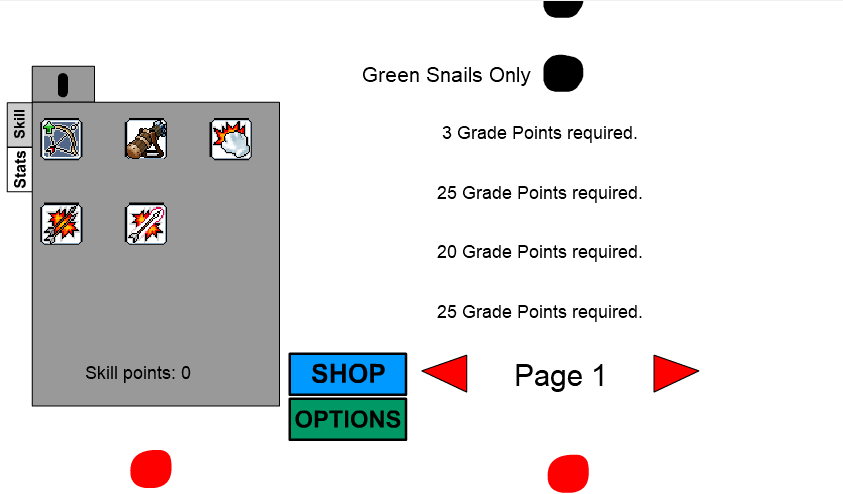 Green Snails Only
Skill
Stats
3 Grade Points required.
25 Grade Points required.
20 Grade Points required.
25 Grade Points required.
Skill points: 0
SHOP
Page 1
OPTIONS